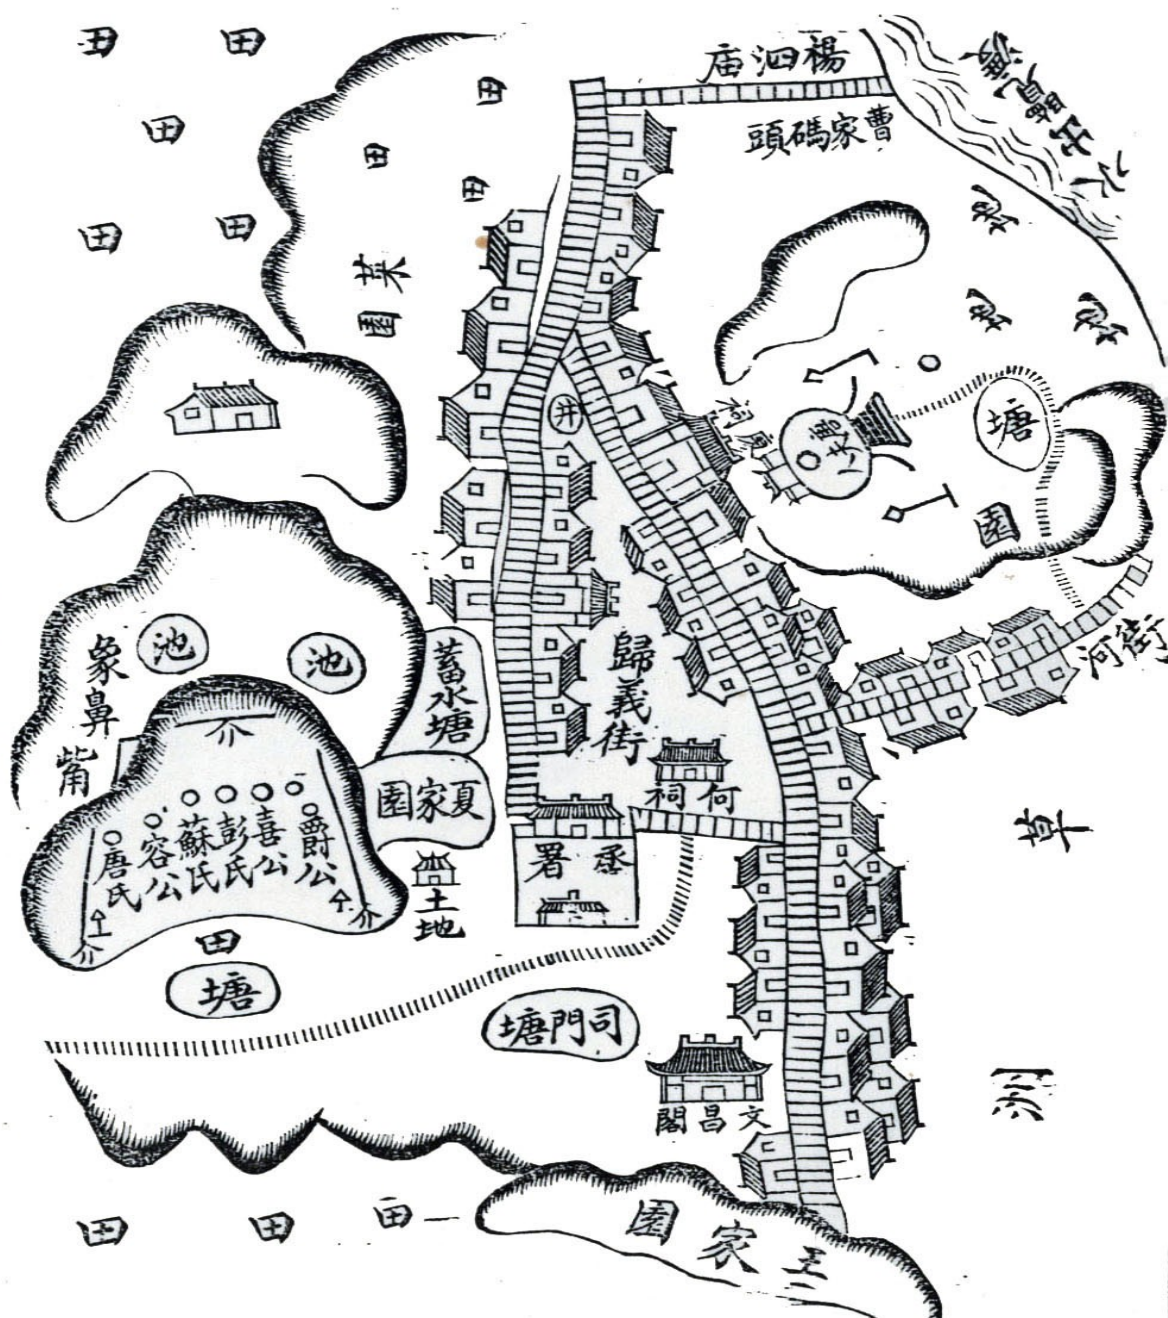 田
田
田
田
田
田
田
田
楊泗庙
曹家碼頭
菜園
井
塘
園
河街
池
池
象鼻嘴
蓄水塘
夏家園
歸義街
何祠
丞署
土地
爵公
喜公
彭氏
蘇氏
容公
唐氏
田
塘
司門塘
文昌閣
草
洲
王家園
田
田
田